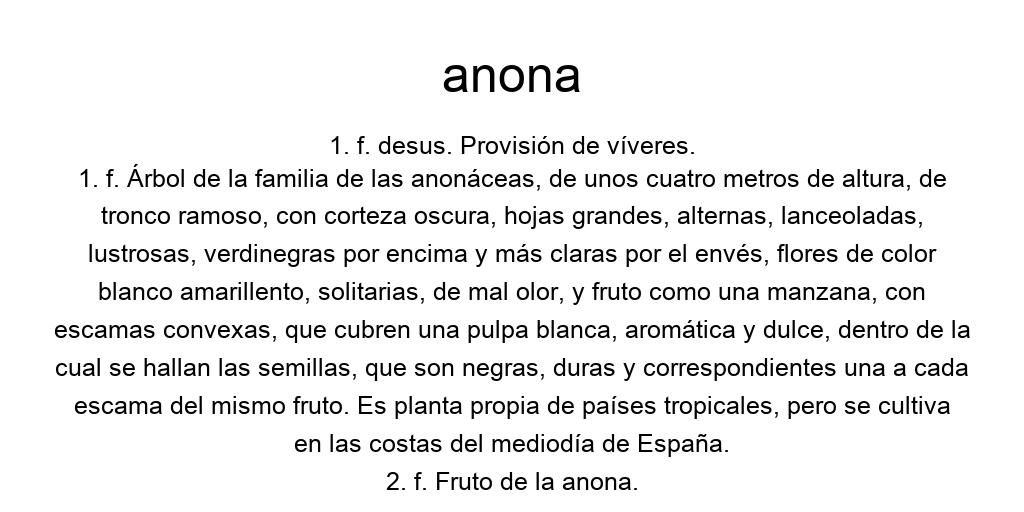 anona
1. f. desus. Provisión de víveres.
1. f. Árbol de la familia de las anonáceas, de unos cuatro metros de altura, de
tronco ramoso, con corteza oscura, hojas grandes, alternas, lanceoladas,
lustrosas, verdinegras por encima y más claras por el envés, flores de color
blanco amarillento, solitarias, de mal olor, y fruto como una manzana, con
escamas convexas, que cubren una pulpa blanca, aromática y dulce, dentro de la
cual se hallan las semillas, que son negras, duras y correspondientes una a cada
escama del mismo fruto. Es planta propia de países tropicales, pero se cultiva
en las costas del mediodía de España.
2. f. Fruto de la anona.